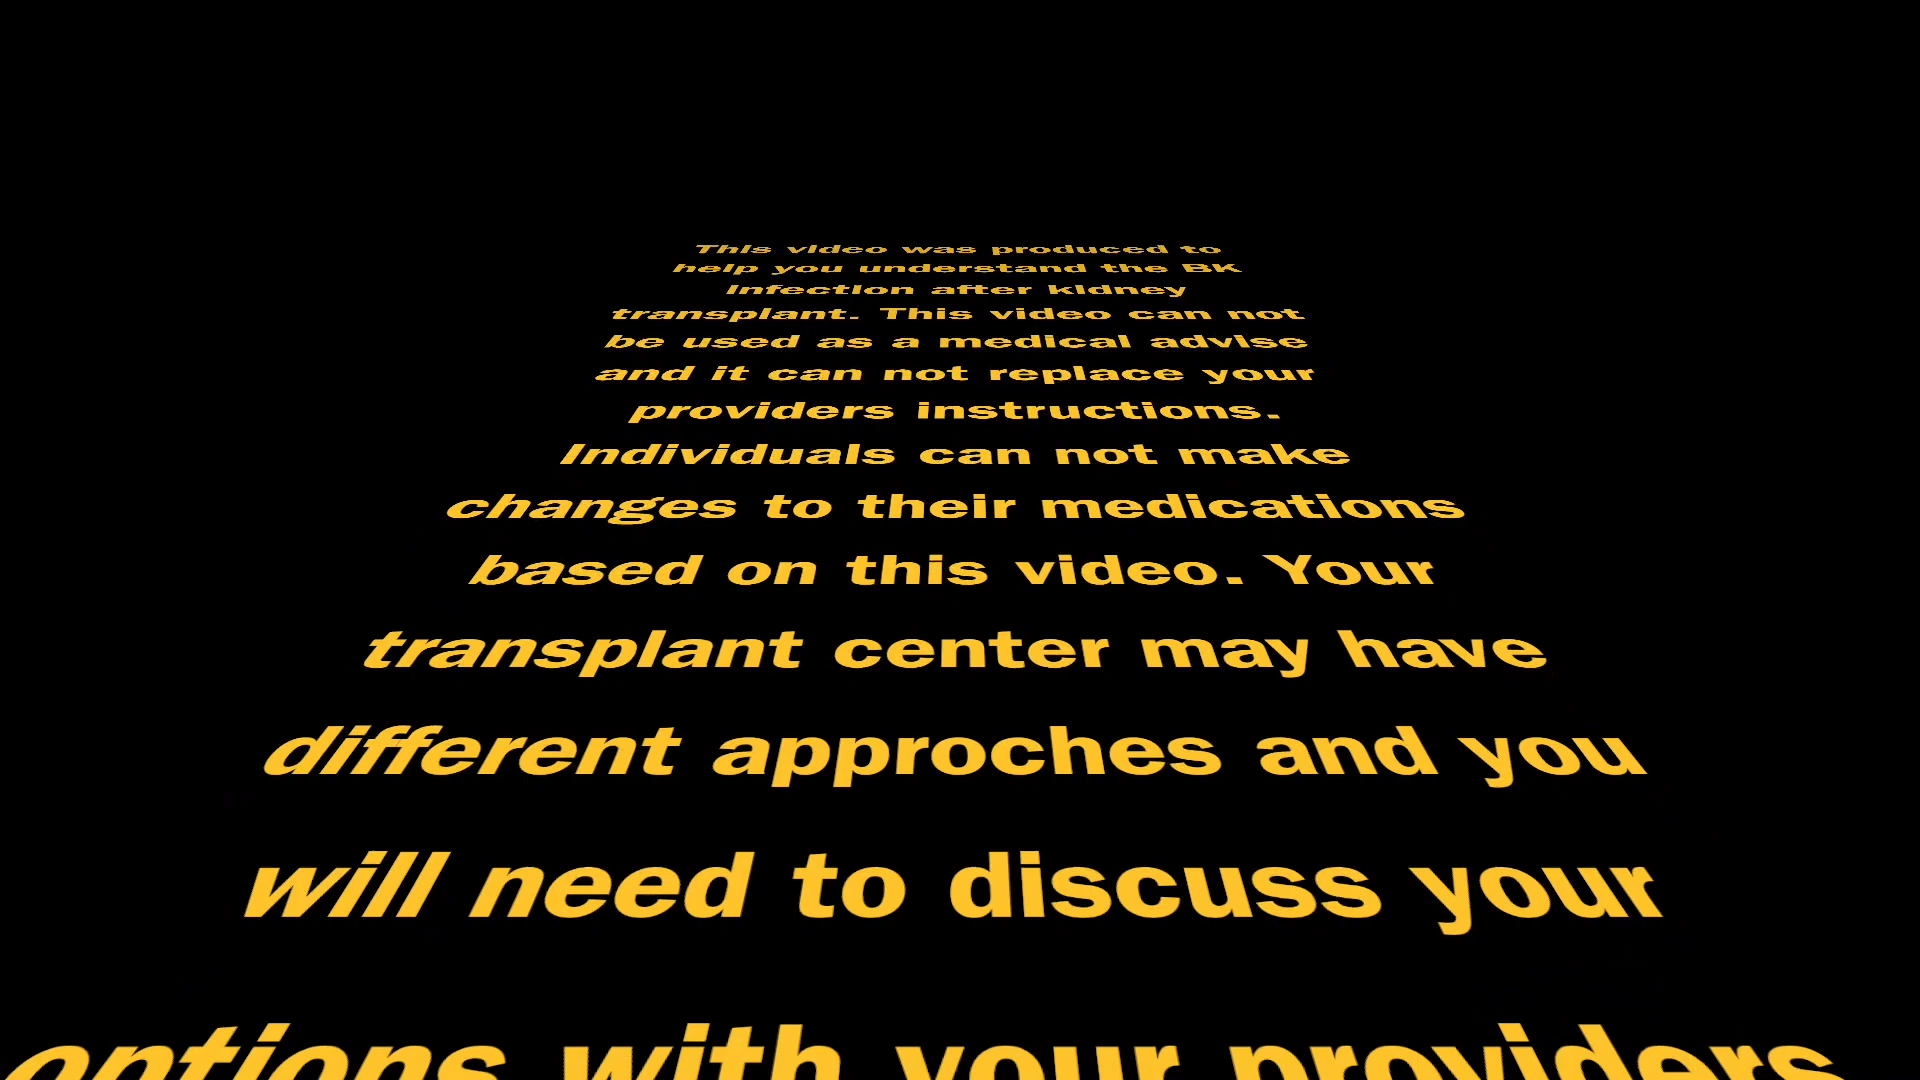 This video was produced to
help you understand the BK
infection after kidney
transplant. This video can not
be used as a medical advise
and it can not replace your
providers instructions.
Individuals can not make
changes to their medications
based on this video. Your
transplant center may have
different approches and you
will need to discuss your
options with your providers